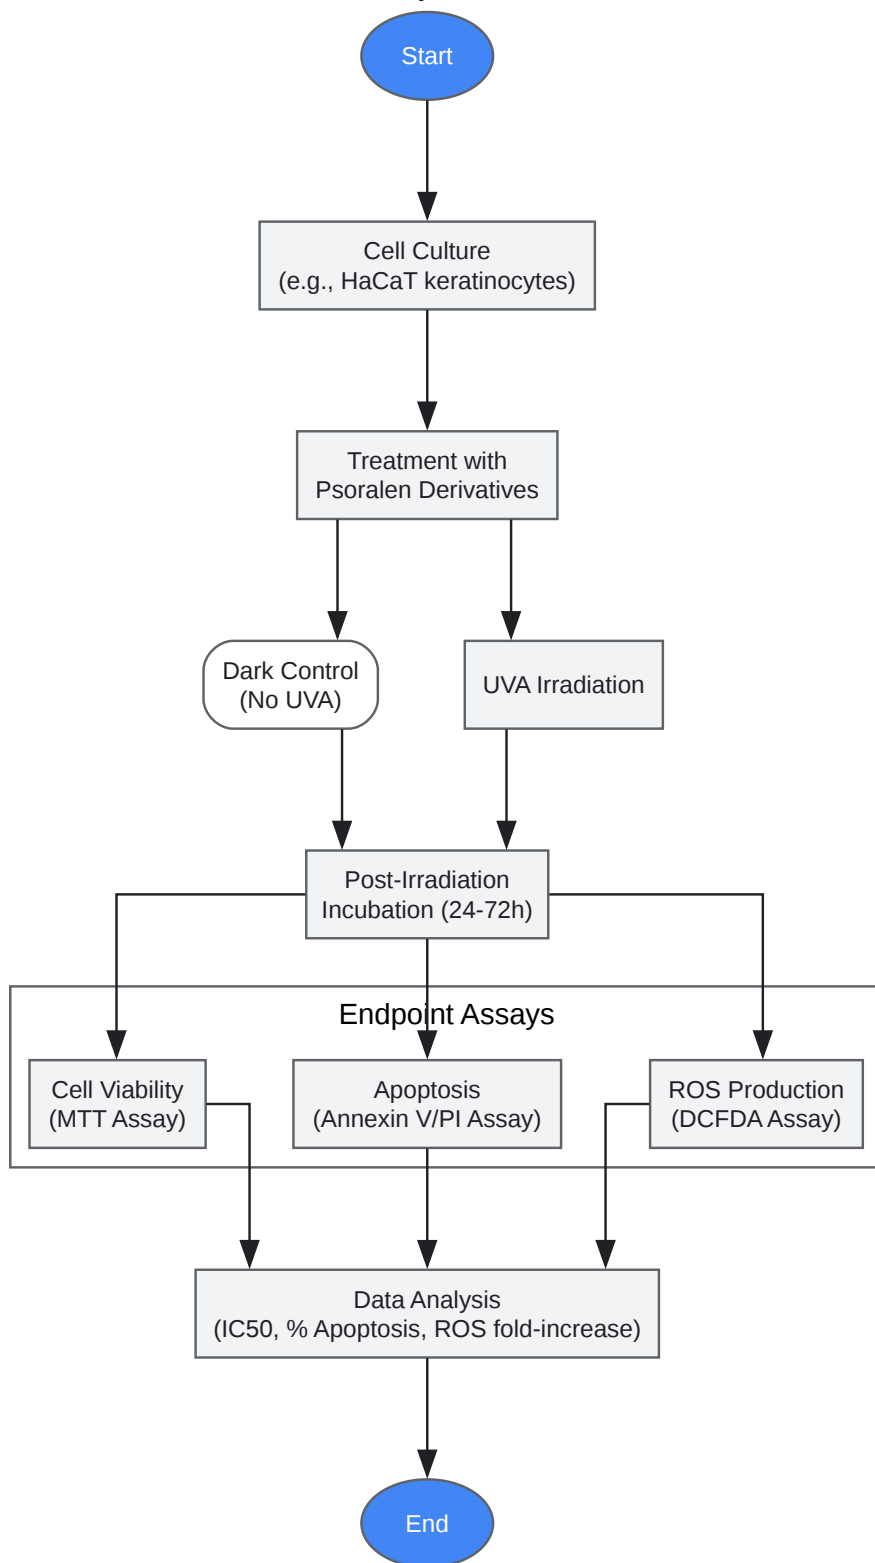 Start
Cell Culture
(e.g., HaCaT keratinocytes)
Treatment with
Psoralen Derivatives
Dark Control
(No UVA)
UVA Irradiation
Post-Irradiation
Incubation (24-72h)
Endpoint Assays
Cell Viability
(MTT Assay)
Apoptosis
(Annexin V/PI Assay)
ROS Production
(DCFDA Assay)
Data Analysis
(IC50, % Apoptosis, ROS fold-increase)
End